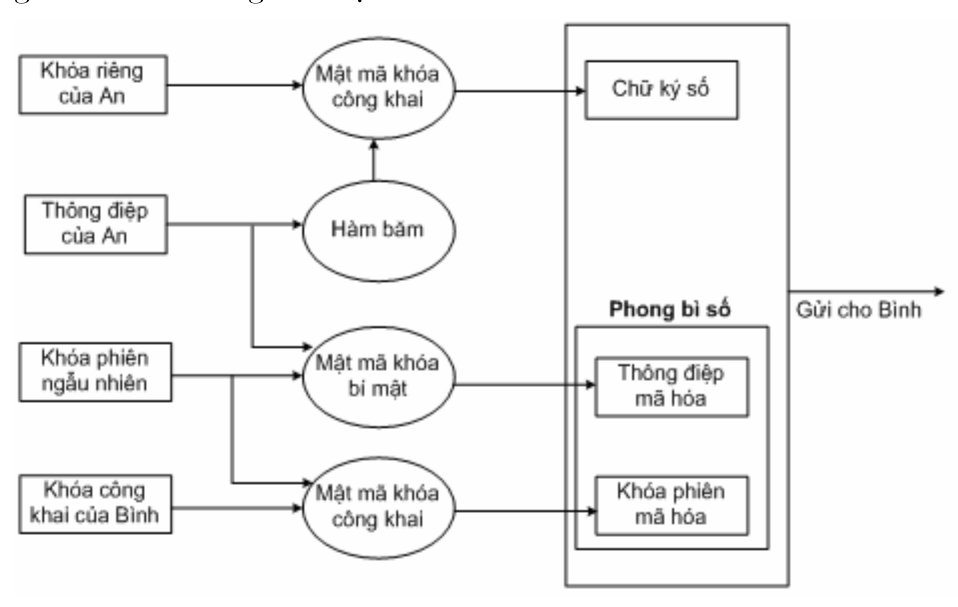 Khóa riêng
của An
Mật mã khóa
công khai
Chữ ký số
Thông điệp
của An
Hàm băm
Phong bì số
Gửi cho Bình
Khóa phiên
ngẫu nhiên
Mật mã khóa
bí mật
Thông điệp
mã hóa
Khóa công
khai của Bình
Mật mã khóa
công khai
Khóa phiên
mã hóa